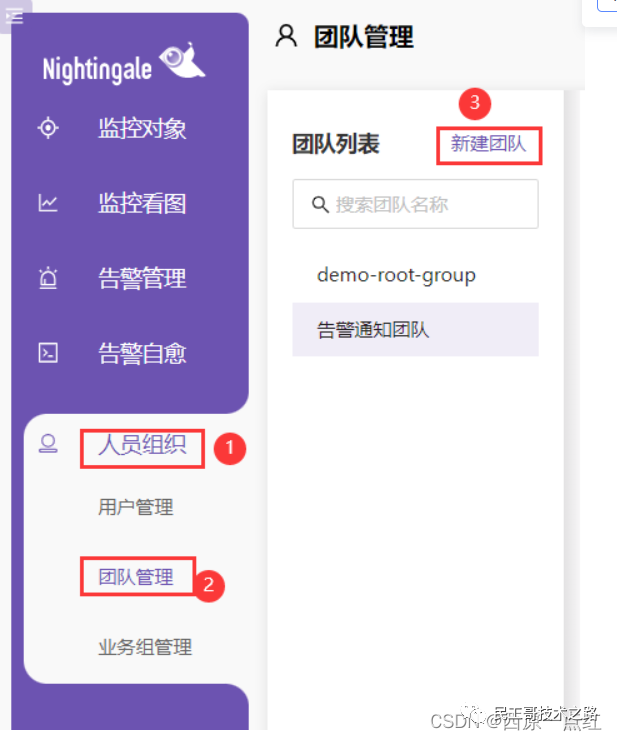 Nightingale
监控对象
监控看图
告警管理
告警自愈
人员组织
1
用户管理
团队管理
2
业务组管理
团队管理
3
团队列表
新建团队
搜索团队名称
demo-root-group
告警通知团队
CSDN @西原一点红
民工哥技术之路